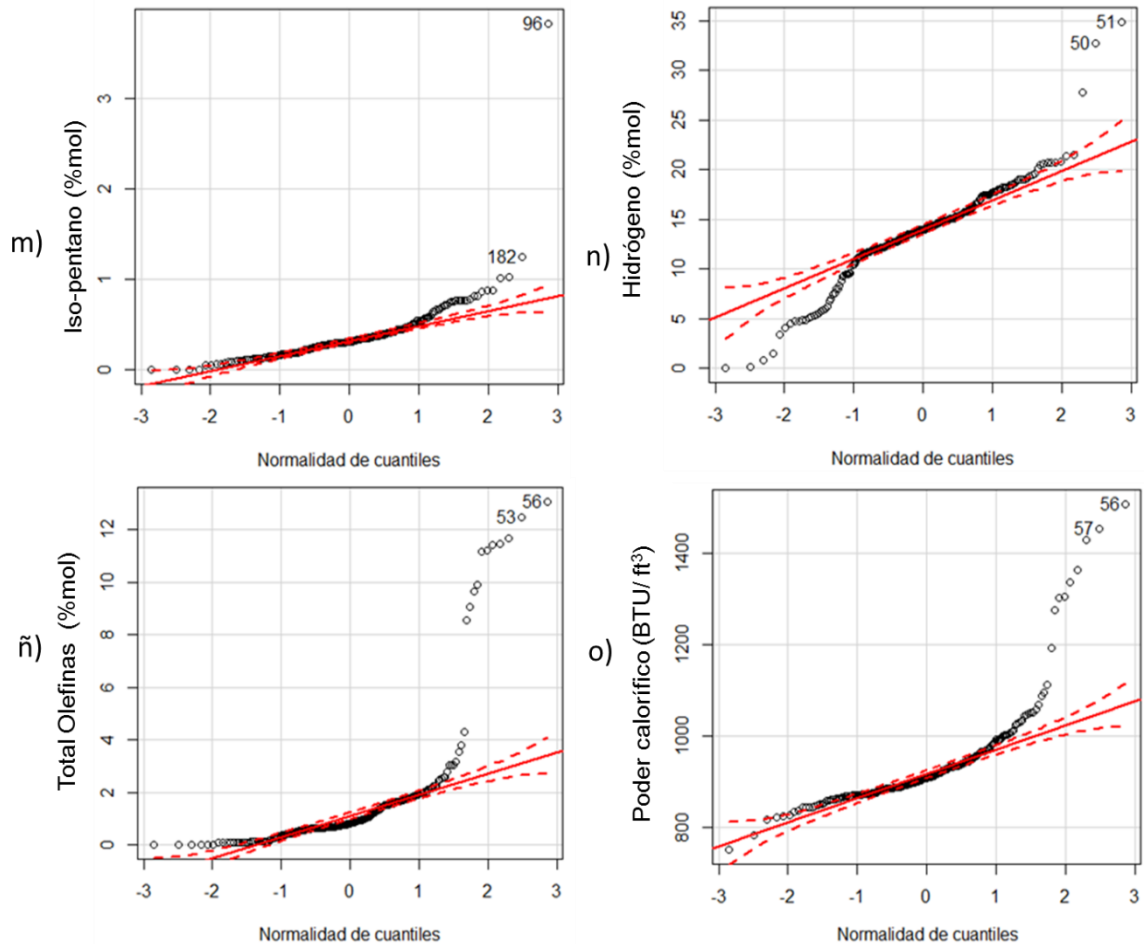 m)
Iso-pentano (%mol)
3
2
1
0
96
182
-3 -2 -1 0 1 2 3
Normalidad de cuantiles
n)
Hidrógeno (%mol)
35
30
25
20
15
10
5
0
51
50
-3 -2 -1 0 1 2 3
Normalidad de cuantiles
ñ)
Total Olefinas (%mol)
12
10
8
6
4
2
0
56
53
-3 -2 -1 0 1 2 3
Normalidad de cuantiles
o)
Poder calorífico (BTU/ ft³)
1400
1200
1000
800
56
57
-3 -2 -1 0 1 2 3
Normalidad de cuantiles